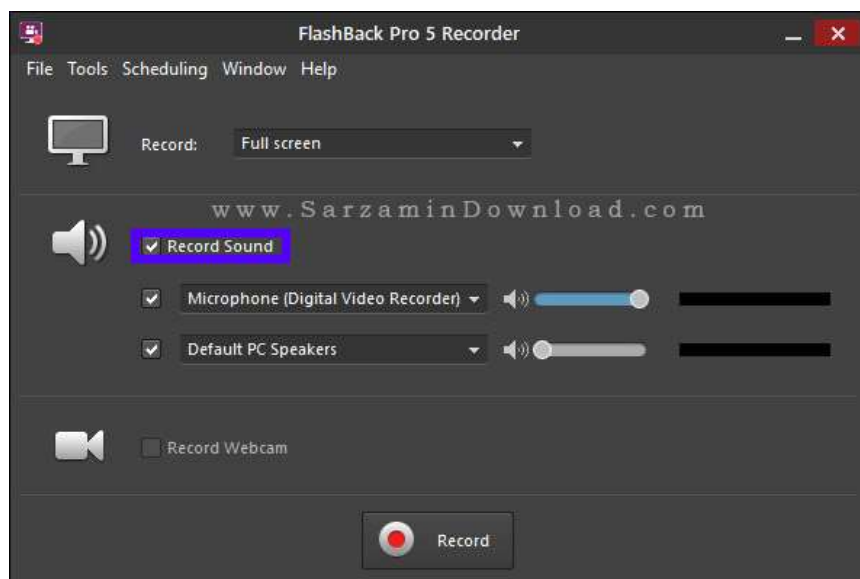 FlashBack Pro 5 Recorder
File Tools Scheduling Window Help
Record: Full screen
www.SarzaminDownload.com
Record Sound
Microphone (Digital Video Recorder)
Default PC Speakers
Record Webcam
Record